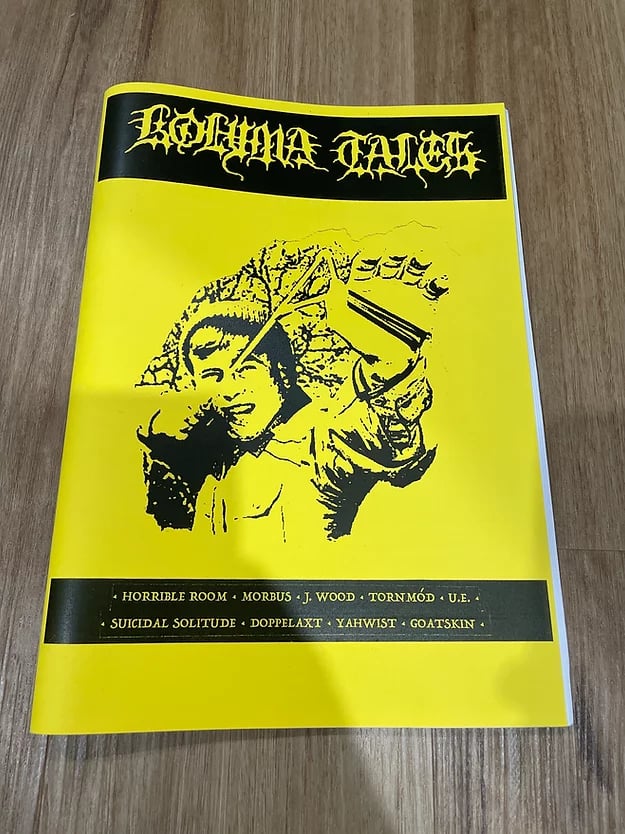 KOLYMA TALES
· HORRIBLE ROOM · MORBUS · J. WOOD · TORNMÓD · U.E. ·
· SUICIDAL SOLITUDE · DOPPELAXT · YAHWIST · GOATSKIN ·